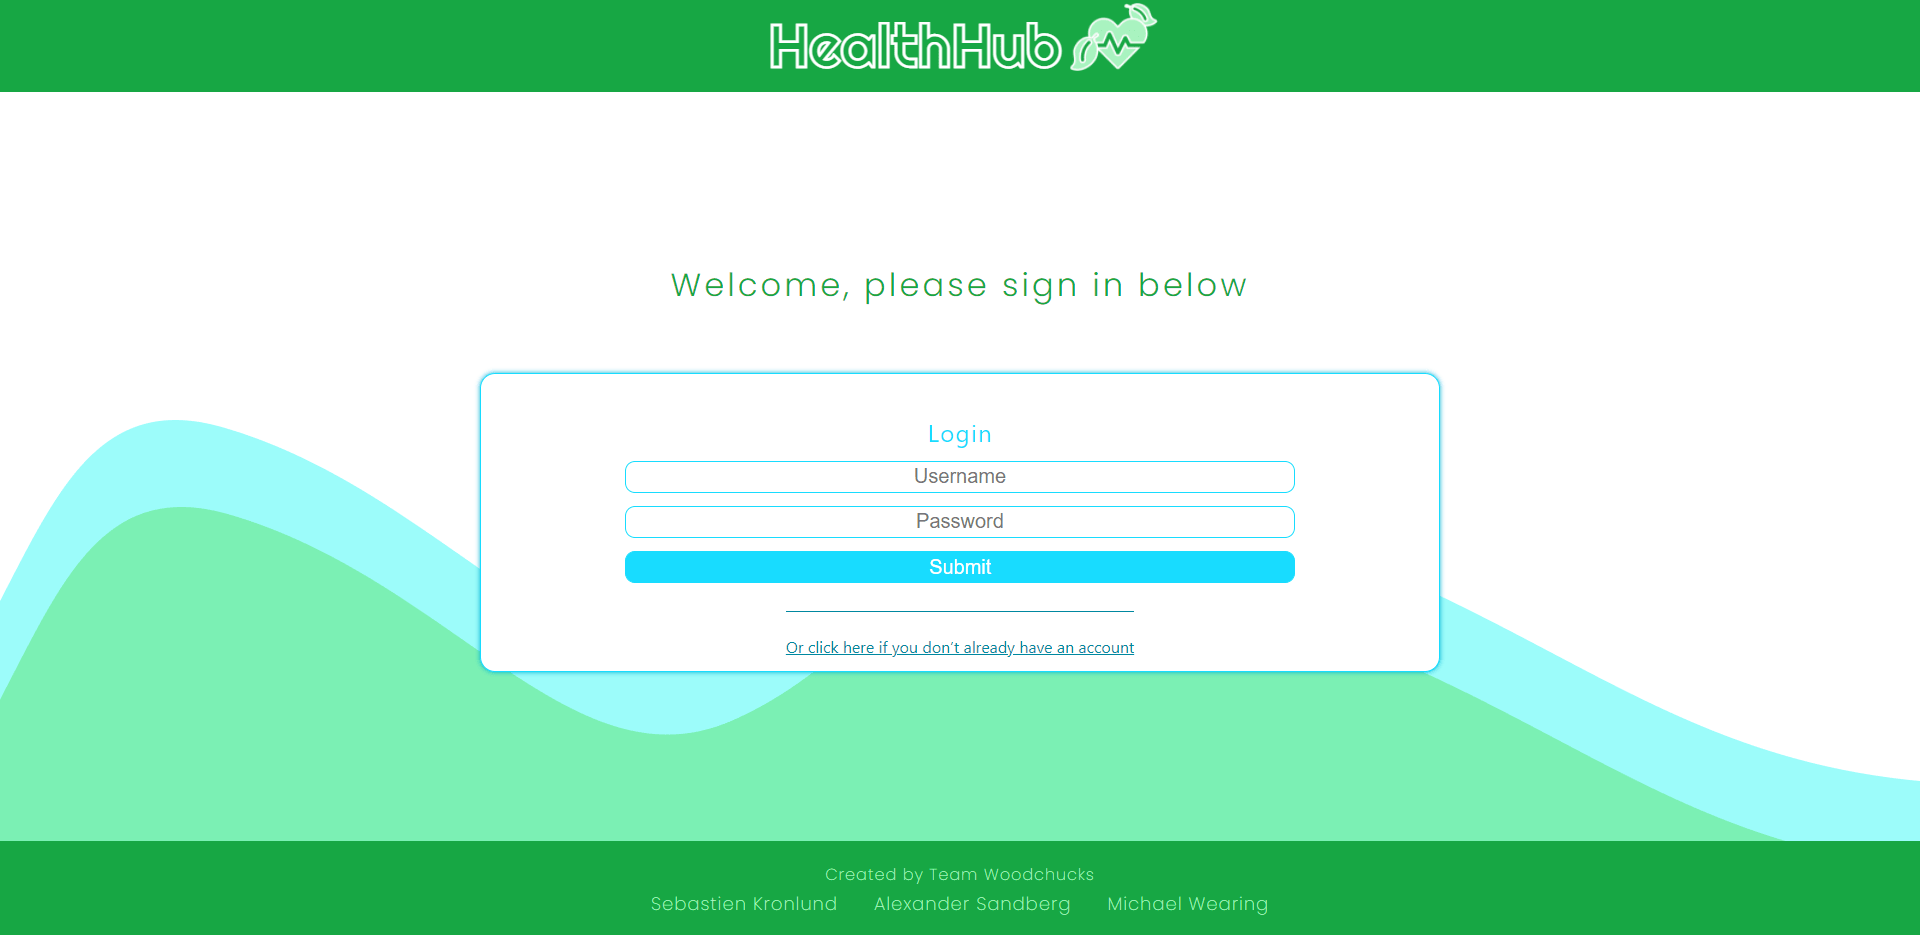 HealthHub
Welcome, please sign in below
Login
Username
Password
Submit
Or click here if you don't already have an account
Created by Team Woodchucks
Sebastien Kronlund Alexander Sandberg Michael Wearing